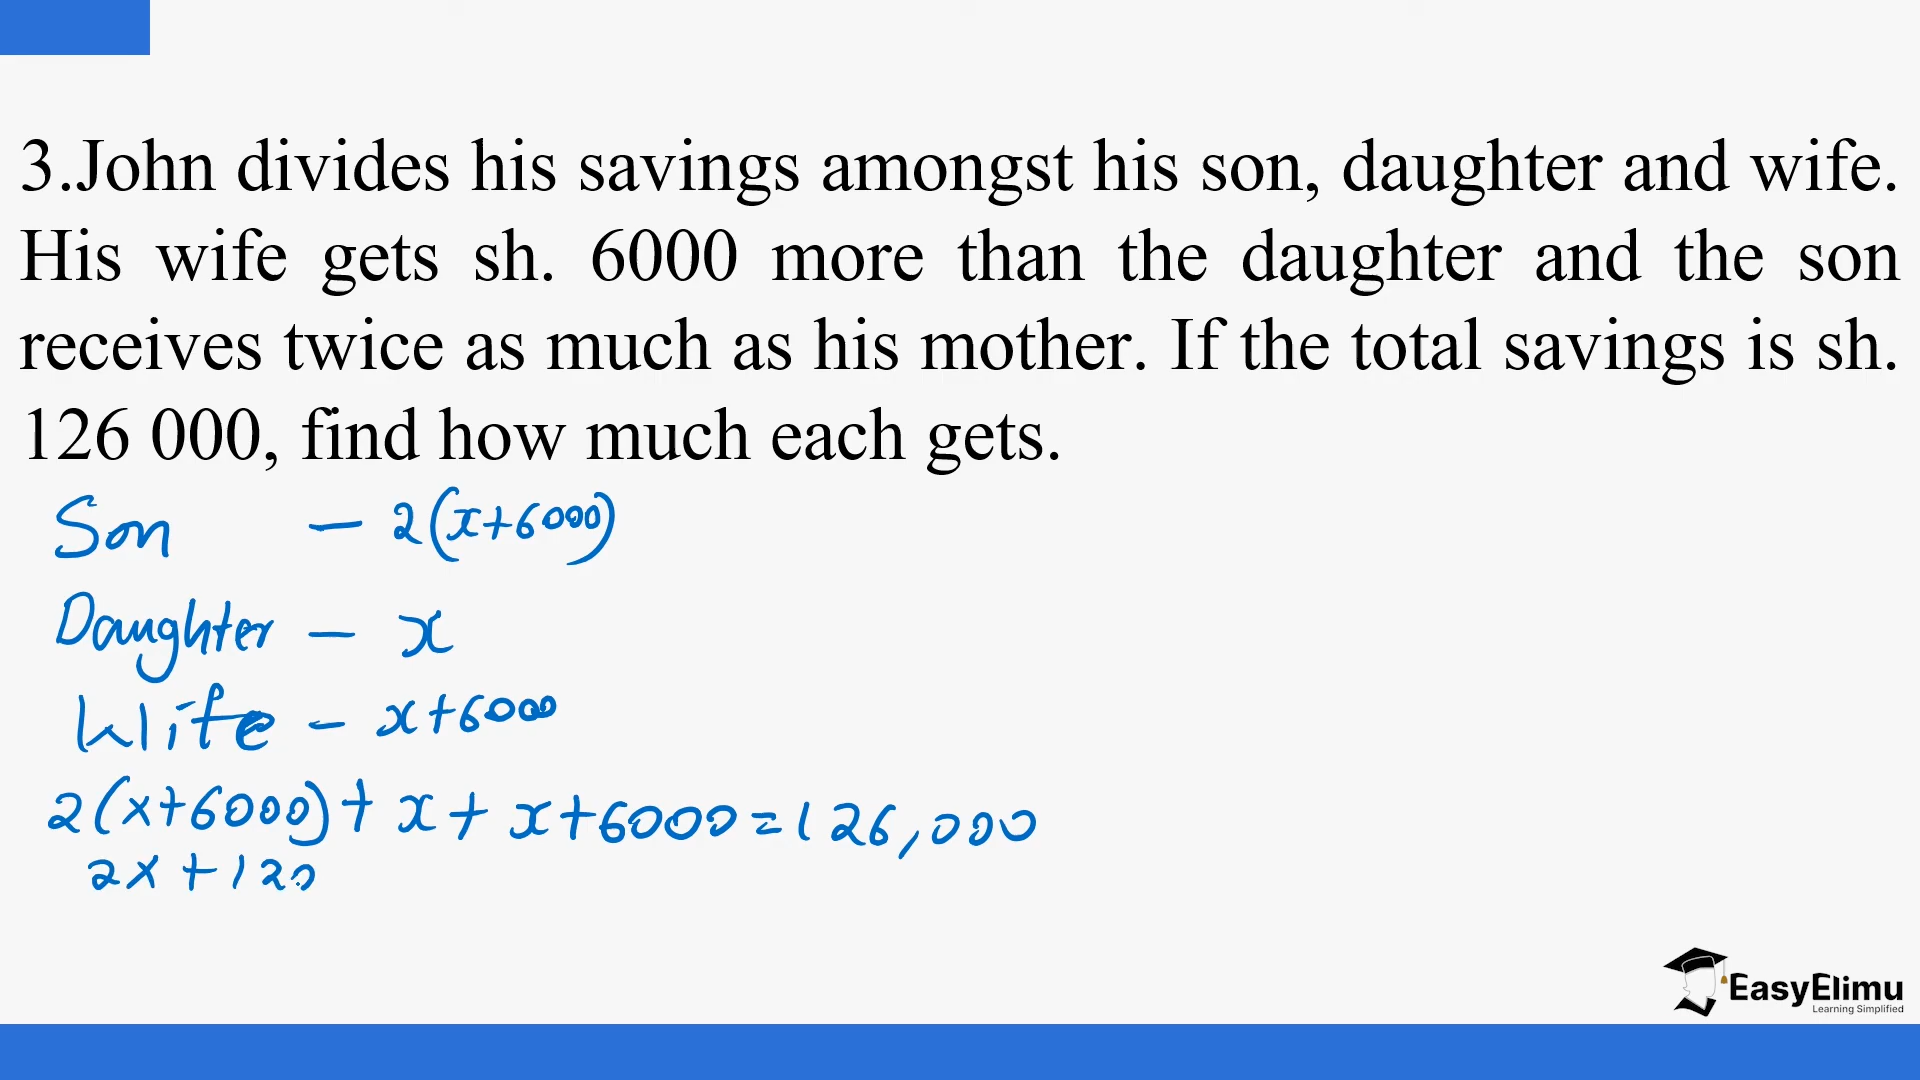 3.John divides his savings amongst his son, daughter and wife.
His wife gets sh. 6000 more than the daughter and the son
receives twice as much as his mother. If the total savings is sh.
126 000, find how much each gets.
Son — 2(x+6000)
Daughter — x
Wife — x+6000
2(x+6000)+ x + x+6000=126,000
2x + 120
EasyElimu
Learning Simplified